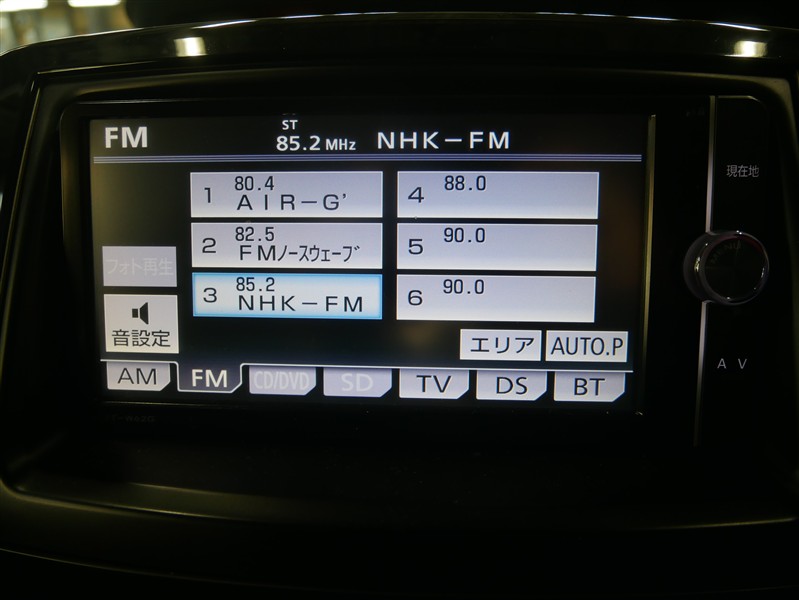 FM
ST
85.2 MHz NHK-FM
現在地
1 80.4
AIR-G'
4 88.0
2 82.5
FMノースウェーブ
5 90.0
3 85.2
NHK-FM
6 90.0
フォト再生
音設定
エリア AUTO.P
A V
AM FM CD/DVD SD TV DS BT